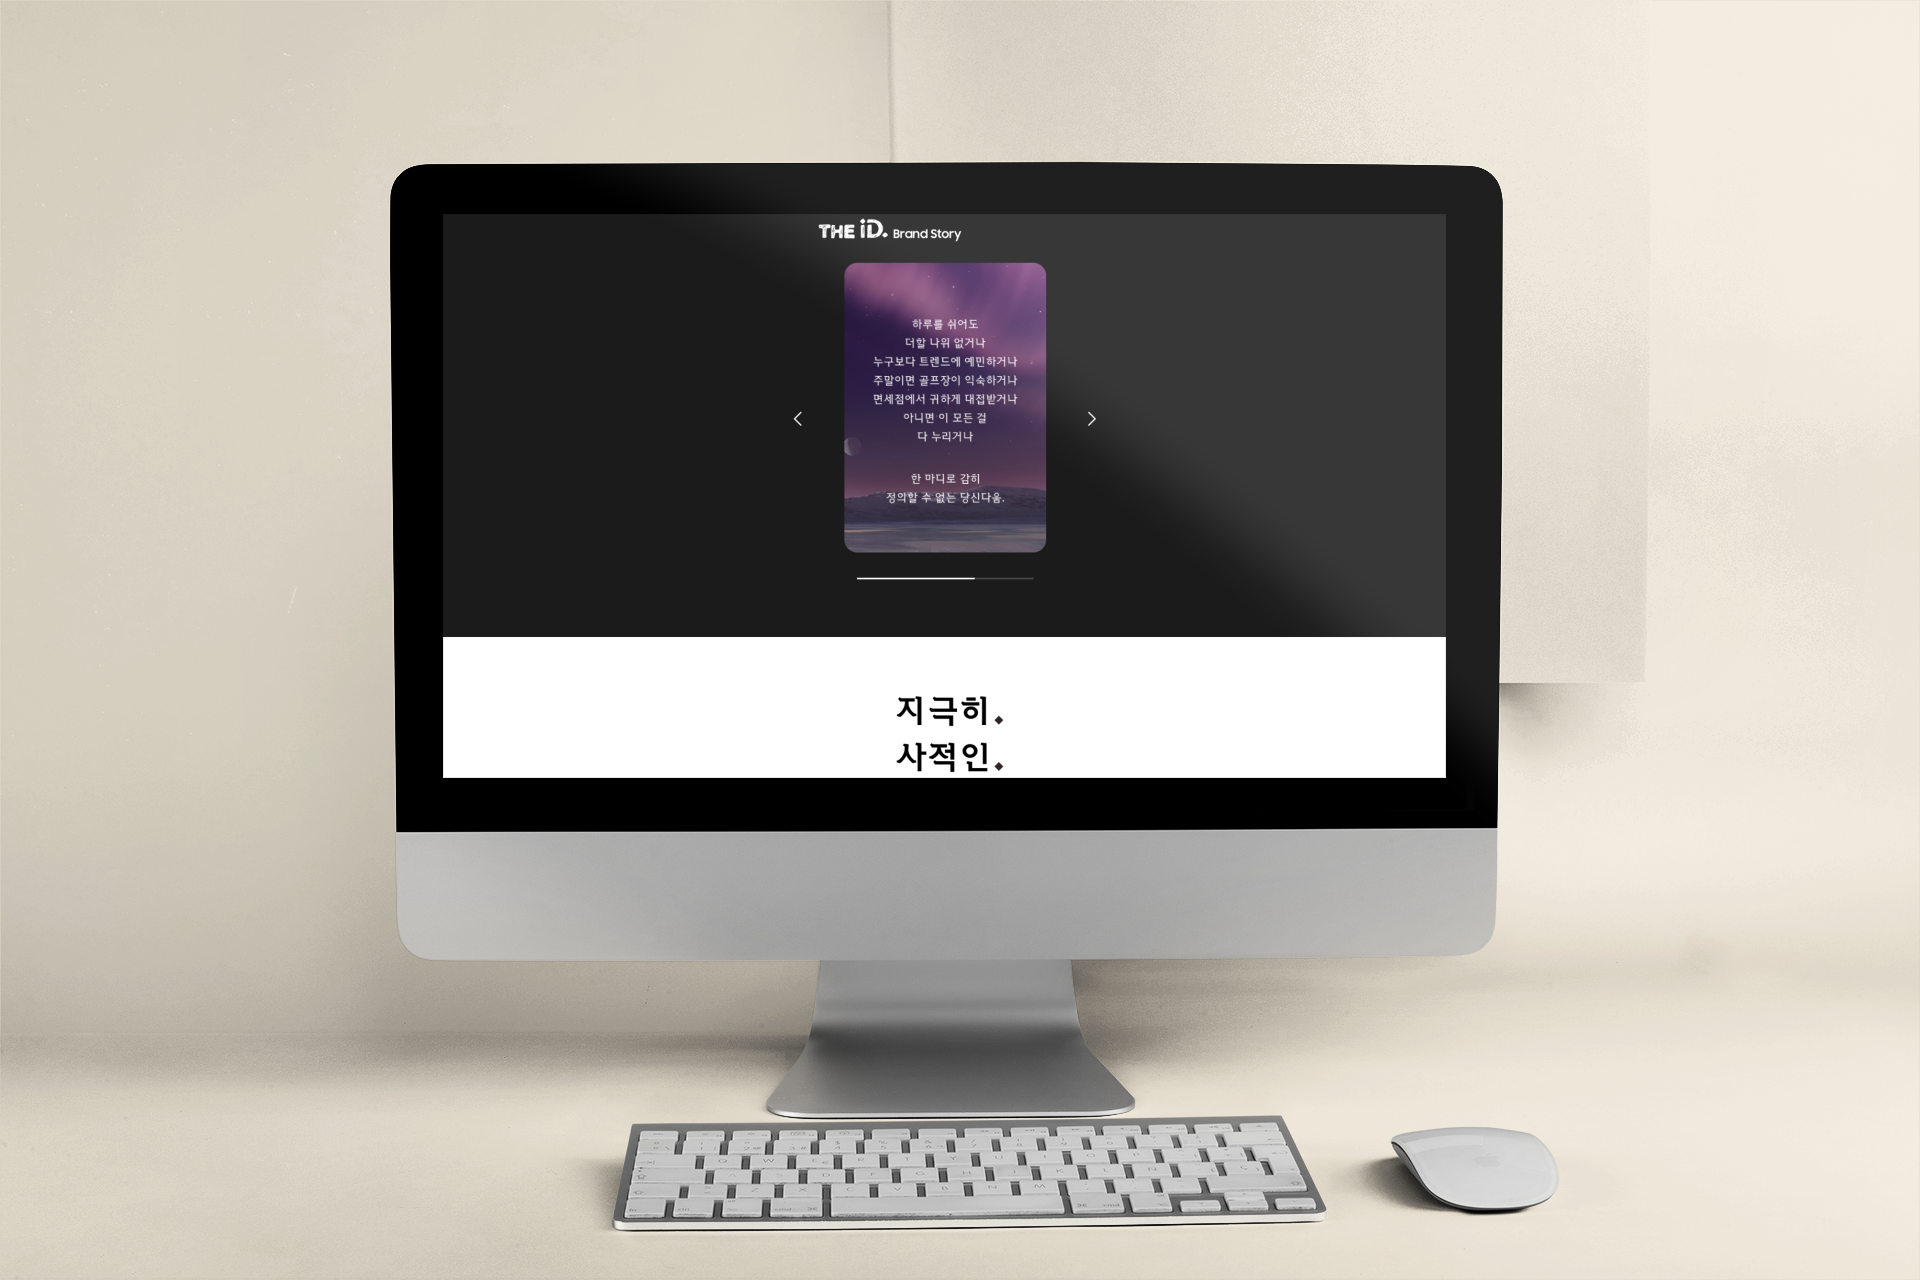 THE iD. Brand Story
하루를 쉬어도
더할 나위 없거나
누구보다 트렌드에 예민하거나
주말이면 골프장이 익숙하거나
면세점에서 귀하게 대접받거나
아니면 이 모든 걸
다 누리거나
한 마디로 감히
정의할 수 없는 당신다움.
지극히.
사적인.